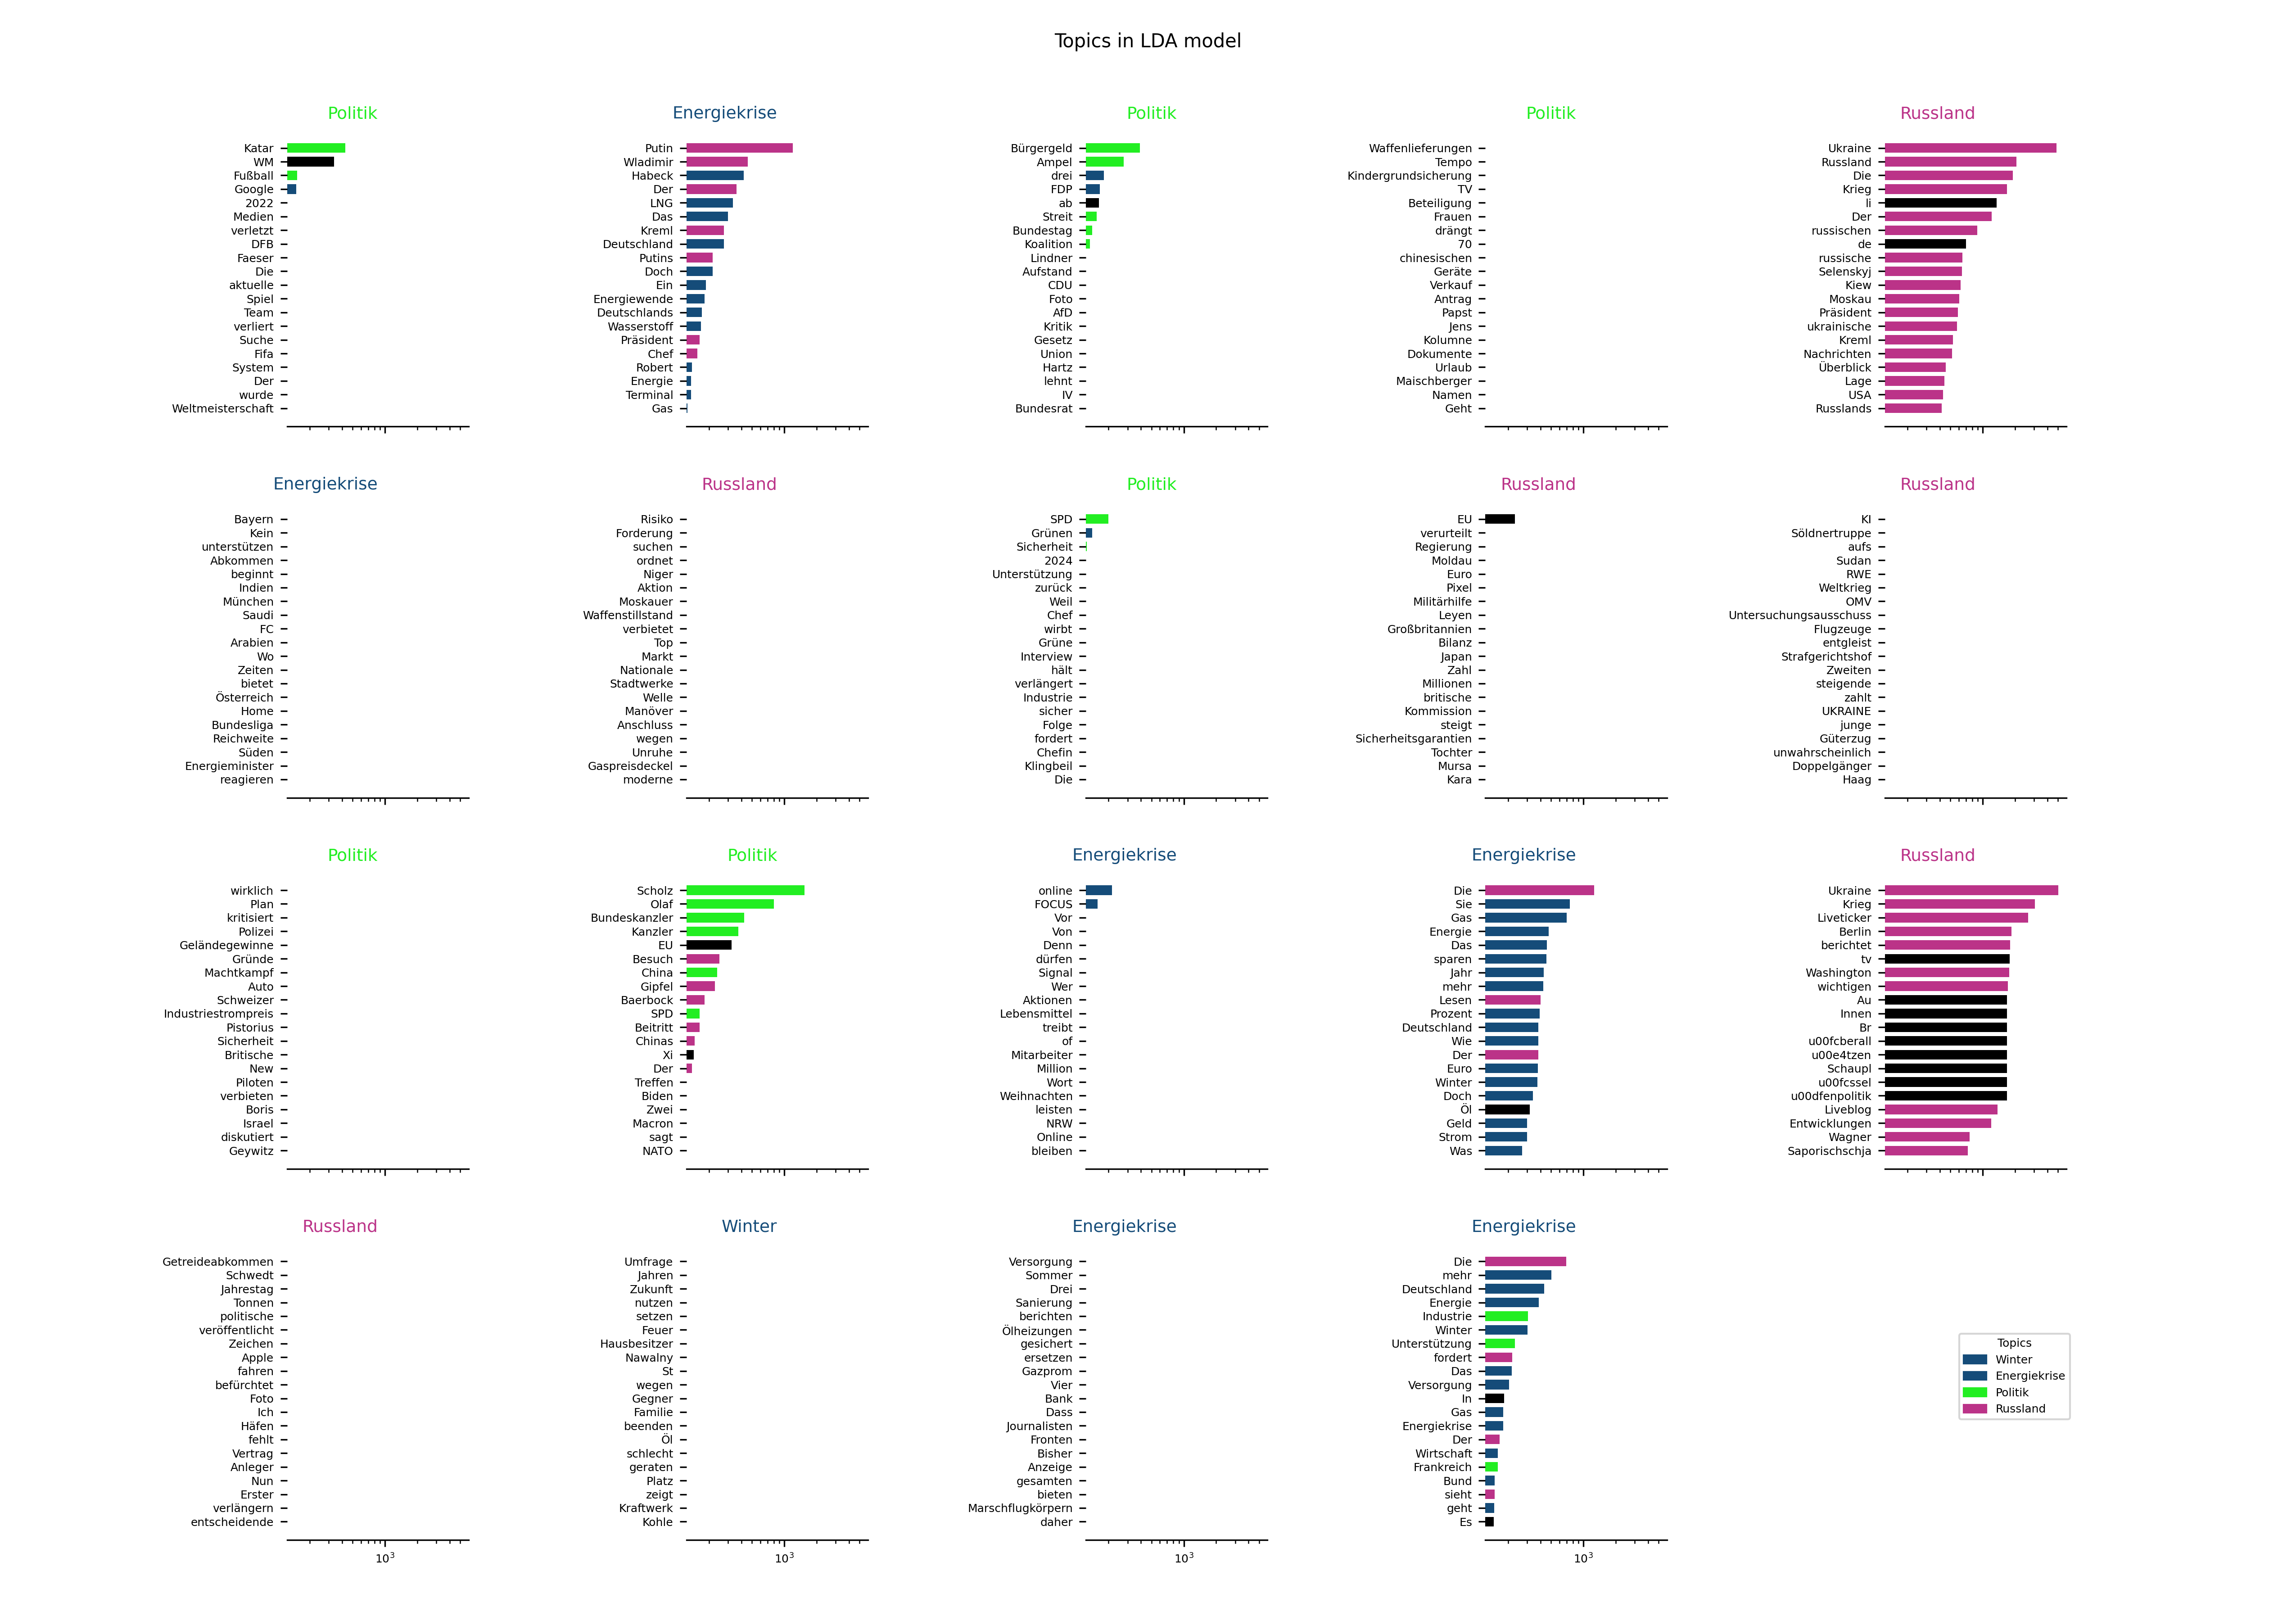 Topics in LDA model
Politik
Katar
WM
Fußball
Google
2022
Medien
verletzt
DFB
Faeser
Die
aktuelle
Spiel
Team
verliert
Suche
Fifa
System
Der
wurde
Weltmeisterschaft
Energiekrise
Putin
Wladimir
Habeck
Der
LNG
Das
Kreml
Deutschland
Putins
Doch
Ein
Energiewende
Deutschlands
Wasserstoff
Präsident
Chef
Robert
Energie
Terminal
Gas
Politik
Bürgergeld
Ampel
drei
FDP
ab
Streit
Bundestag
Koalition
Lindner
Aufstand
CDU
Foto
AfD
Kritik
Gesetz
Union
Hartz
lehnt
IV
Bundesrat
Politik
Waffenlieferungen
Tempo
Kindergrundsicherung
TV
Beteiligung
Frauen
drängt
70
chinesischen
Geräte
Verkauf
Antrag
Papst
Jens
Kolumne
Dokumente
Urlaub
Maischberger
Namen
Geht
Russland
Ukraine
Russland
Die
Krieg
li
Der
russischen
de
russische
Selenskyj
Kiew
Moskau
Präsident
ukrainische
Kreml
Nachrichten
Überblick
Lage
USA
Russlands
Energiekrise
Bayern
Kein
unterstützen
Abkommen
beginnt
Indien
München
Saudi
FC
Arabien
Wo
Zeiten
bietet
Österreich
Home
Bundesliga
Reichweite
Süden
Energieminister
reagieren
Russland
Risiko
Forderung
suchen
ordnet
Niger
Aktion
Moskauer
Waffenstillstand
verbietet
Top
Markt
Nationale
Stadtwerke
Welle
Manöver
Anschluss
wegen
Unruhe
Gaspreisdeckel
moderne
Politik
SPD
Grünen
Sicherheit
2024
Unterstützung
zurück
Weil
Chef
wirbt
Grüne
Interview
hält
verlängert
Industrie
sicher
Folge
fordert
Chefin
Klingbeil
Die
Russland
EU
verurteilt
Regierung
Moldau
Euro
Pixel
Militärhilfe
Leyen
Großbritannien
Bilanz
Japan
Zahl
Millionen
britische
Kommission
steigt
Sicherheitsgarantien
Tochter
Mursa
Kara
Russland
KI
Söldnertruppe
aufs
Sudan
RWE
Weltkrieg
OMV
Untersuchungsausschuss
Flugzeuge
entgleist
Strafgerichtshof
Zweiten
steigende
zahlt
UKRAINE
junge
Güterzug
unwahrscheinlich
Doppelgänger
Haag
Politik
wirklich
Plan
kritisiert
Polizei
Geländegewinne
Gründe
Machtkampf
Auto
Schweizer
Industriestrompreis
Pistorius
Sicherheit
Britische
New
Piloten
verbieten
Boris
Israel
diskutiert
Geywitz
Politik
Scholz
Olaf
Bundeskanzler
Kanzler
EU
Besuch
China
Gipfel
Baerbock
SPD
Beitritt
Chinas
Xi
Der
Treffen
Biden
Zwei
Macron
sagt
NATO
Energiekrise
online
FOCUS
Vor
Von
Denn
dürfen
Signal
Wer
Aktionen
Lebensmittel
treibt
of
Mitarbeiter
Million
Wort
Weihnachten
leisten
NRW
Online
bleiben
Energiekrise
Die
Sie
Gas
Energie
Das
sparen
Jahr
mehr
Lesen
Prozent
Deutschland
Wie
Der
Euro
Winter
Doch
Öl
Geld
Strom
Was
Russland
Ukraine
Krieg
Liveticker
Berlin
berichtet
tv
Washington
wichtigen
Au
Innen
Br
u00fcberall
u00e4tzen
Schaupl
u00fcssel
u00dfenpolitik
Liveblog
Entwicklungen
Wagner
Saporischschja
Russland
Getreideabkommen
Schwedt
Jahrestag
Tonnen
politische
veröffentlicht
Zeichen
Apple
fahren
befürchtet
Foto
Ich
Häfen
fehlt
Vertrag
Anleger
Nun
Erster
verlängern
entscheidende
10³
Winter
Umfrage
Jahren
Zukunft
nutzen
setzen
Feuer
Hausbesitzer
Nawalny
St
wegen
Gegner
Familie
beenden
Öl
schlecht
geraten
Platz
zeigt
Kraftwerk
Kohle
10³
Energiekrise
Versorgung
Sommer
Drei
Sanierung
berichten
Ölheizungen
gesichert
ersetzen
Gazprom
Vier
Bank
Dass
Journalisten
Fronten
Bisher
Anzeige
gesamten
bieten
Marschflugkörpern
daher
10³
Energiekrise
Die
mehr
Deutschland
Energie
Industrie
Winter
Unterstützung
fordert
Das
Versorgung
In
Gas
Energiekrise
Der
Wirtschaft
Frankreich
Bund
sieht
geht
Es
10³
Topics
Winter
Energiekrise
Politik
Russland